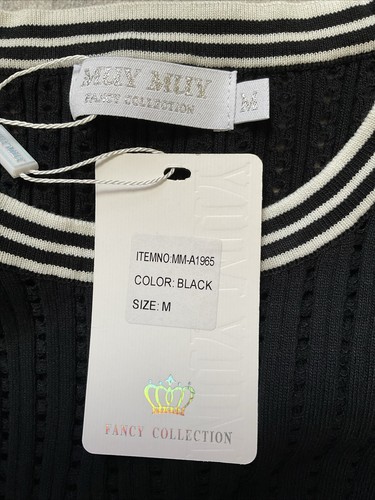 MUY MUY
FANCY COLLECTION
M
ITEMNO:MM-A1965
COLOR: BLACK
SIZE: M
FANCY COLLECTION